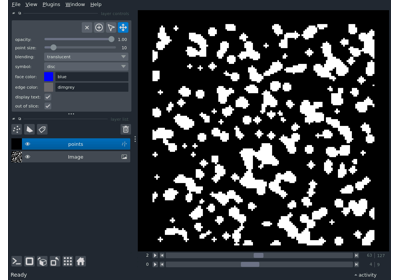 File View Plugins Window Help
opacity: 1.00
point size: 10
blending: translucent
symbol: disc
face color: blue
edge color: dimgrey
display text:
out of slice:
points
Image
2
0
Ready
activity